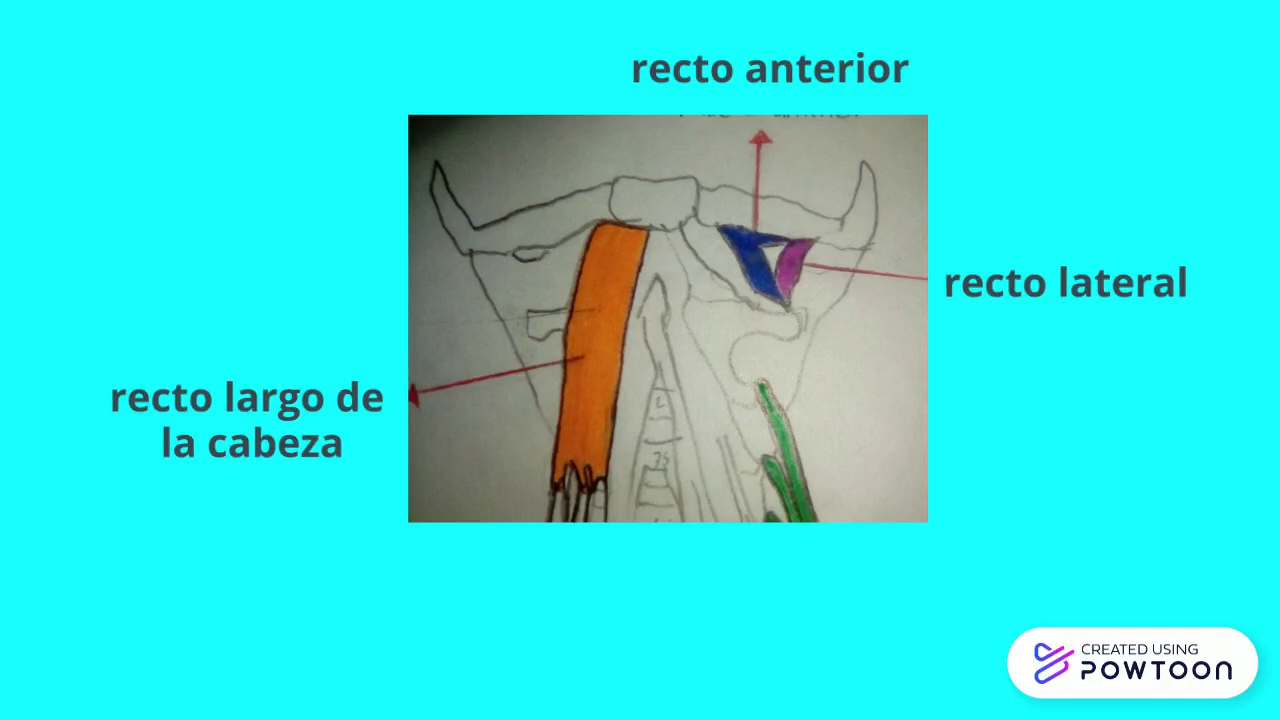 recto anterior
recto lateral
recto largo de
la cabeza
CREATED USING
POWTOON